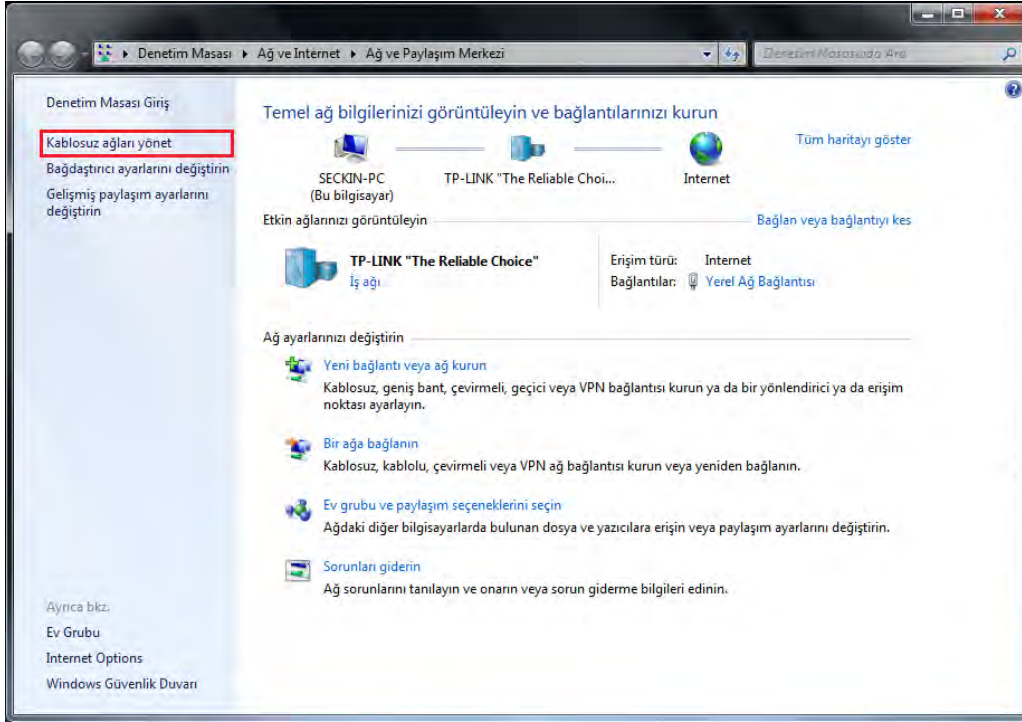 Denetim Masası ▸ Ağ ve Internet ▸ Ağ ve Paylaşım Merkezi
Denetim Masasında Ara
Denetim Masası Giriş
Kablosuz ağları yönet
Bağdaştırıcı ayarlarını değiştirin
Gelişmiş paylaşım ayarlarını
değiştirin
Temel ağ bilgilerinizi görüntüleyin ve bağlantılarınızı kurun
Tüm haritayı göster
SECKIN-PC
(Bu bilgisayar)
TP-LINK "The Reliable Choi...
Internet
Etkin ağlarınızı görüntüleyin
Bağlan veya bağlantıyı kes
TP-LINK "The Reliable Choice"
İş ağı
Erişim türü: Internet
Bağlantılar: Yerel Ağ Bağlantısı
Ağ ayarlarınızı değiştirin
Yeni bağlantı veya ağ kurun
Kablosuz, geniş bant, çevirmeli, geçici veya VPN bağlantısı kurun ya da bir yönlendirici ya da erişim
noktası ayarlayın.
Bir ağa bağlanın
Kablosuz, kablolu, çevirmeli veya VPN ağ bağlantısı kurun veya yeniden bağlanın.
Ev grubu ve paylaşım seçeneklerini seçin
Ağdaki diğer bilgisayarlarda bulunan dosya ve yazıcılara erişin veya paylaşım ayarlarını değiştirin.
Sorunları giderin
Ağ sorunlarını tanılayın ve onarın veya sorun giderme bilgileri edinin.
Ayrıca bkz.
Ev Grubu
Internet Options
Windows Güvenlik Duvarı